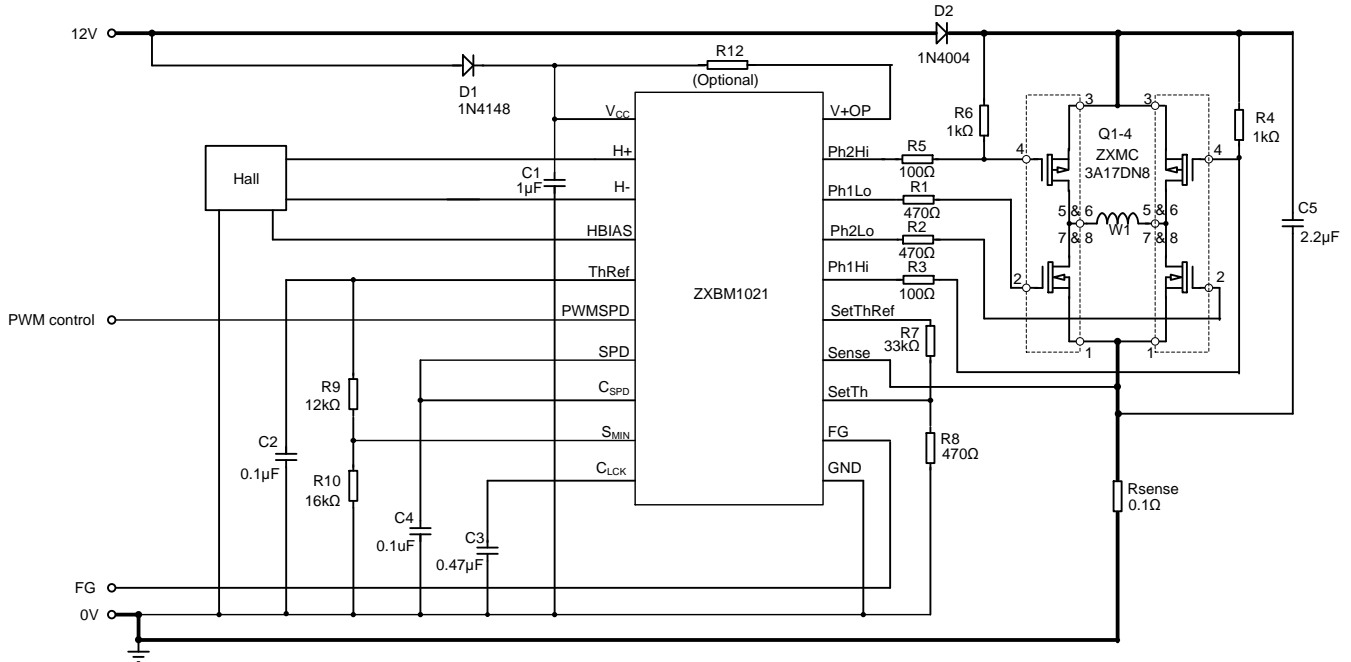 12V
D2
1N4004
R12
(Optional)
D1
1N4148
VCC
V+OP
R6
1kΩ
3
3
Q1-4
ZXMC
3A17DN8
R4
1kΩ
4
4
Hall
H+
H-
HBIAS
C1
1µF
Ph2Hi
R5
100Ω
Ph1Lo
R1
470Ω
Ph2Lo
R2
470Ω
Ph1Hi
R3
100Ω
5 & 6
7 & 8
W1
5 & 6
7 & 8
C5
2.2µF
2
2
1
1
ThRef
ZXBM1021
PWM control
PWMSPD
SetThRef
R7
33kΩ
SPD
Sense
R9
12kΩ
CSPD
SetTh
C2
0.1µF
SMIN
FG
R8
470Ω
R10
16kΩ
CLCK
GND
Rsense
0.1Ω
C4
0.1uF
C3
0.47µF
FG
0V